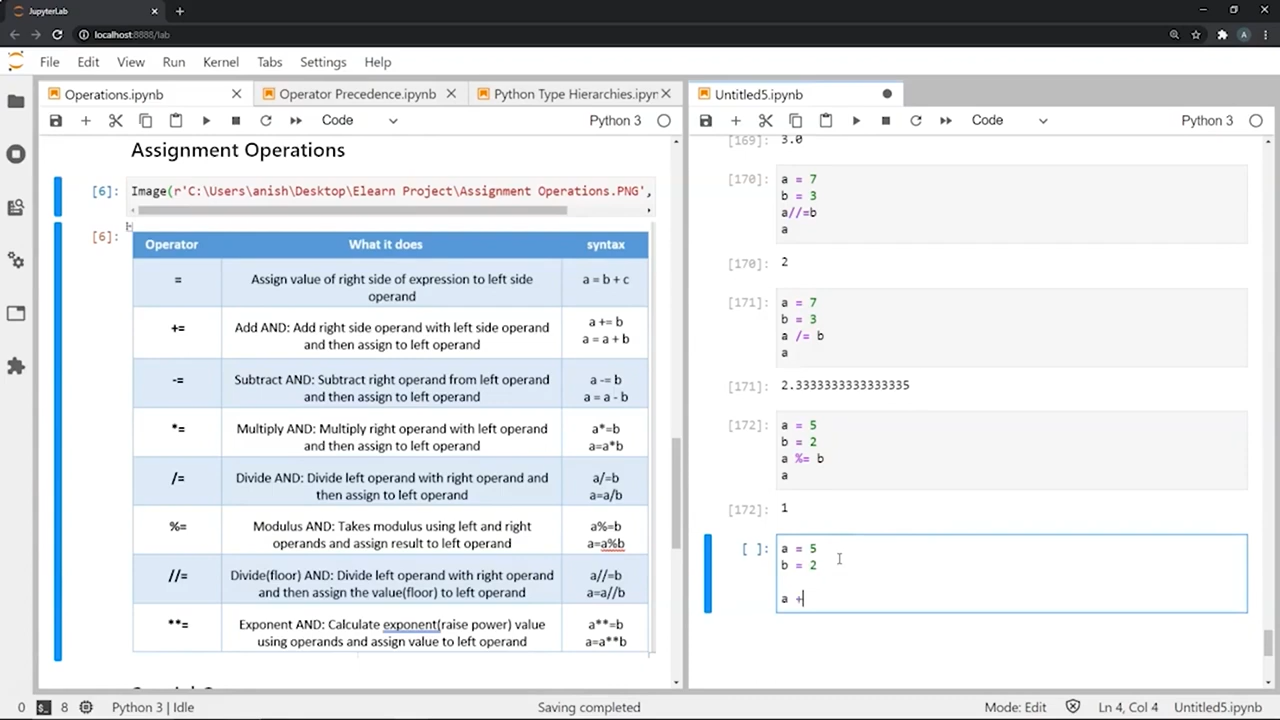 JupyterLab
localhost:8888/lab
File Edit View Run Kernel Tabs Settings Help
Operations.ipynb
Operator Precedence.ipynb
Python Type Hierarchies.ipyn
Code
Python 3
Assignment Operations
[6]: Image(r'C:\Users\anish\Desktop\Elearn Project\Assignment Operations.PNG',
[6]:
Operator What it does syntax
= Assign value of right side of expression to left side a = b + c
operand
+= Add AND: Add right side operand with left side operand a += b
and then assign to left operand a = a + b
-= Subtract AND: Subtract right operand from left operand a -= b
and then assign to left operand a = a - b
*= Multiply AND: Multiply right operand with left operand a*=b
and then assign to left operand a=a*b
/= Divide AND: Divide left operand with right operand and a/=b
then assign to left operand a=a/b
%= Modulus AND: Takes modulus using left and right a%=b
operands and assign result to left operand a=a%b
//= Divide(floor) AND: Divide left operand with right operand a//=b
and then assign the value(floor) to left operand a=a//b
**= Exponent AND: Calculate exponent(raise power) value a**=b
using operands and assign value to left operand a=a**b
Untitled5.ipynb
Code
Python 3
[169]: 3.0
[170]: a = 7
b = 3
a//=b
a
[170]: 2
[171]: a = 7
b = 3
a /= b
a
[171]: 2.3333333333333335
[172]: a = 5
b = 2
a %= b
a
[172]: 1
[ ]: a = 5
b = 2
a +
0 8 Python 3 | Idle Saving completed Mode: Edit Ln 4, Col 4 Untitled5.ipynb